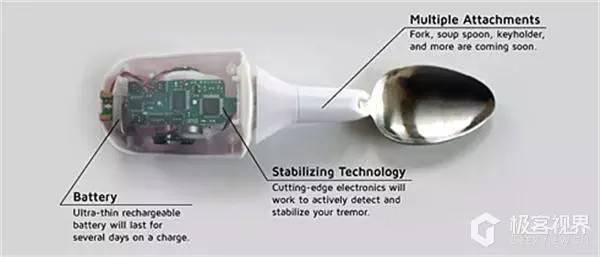 Multiple Attachments
Fork, soup spoon, keyholder,
and more are coming soon.
Stabilizing Technology
Cutting-edge electronics will
work to actively detect and
stabilize your tremor.
Battery
Ultra-thin rechargeable
battery will last for
several days on a charge.
极客视界
GEEKVIEW.CN